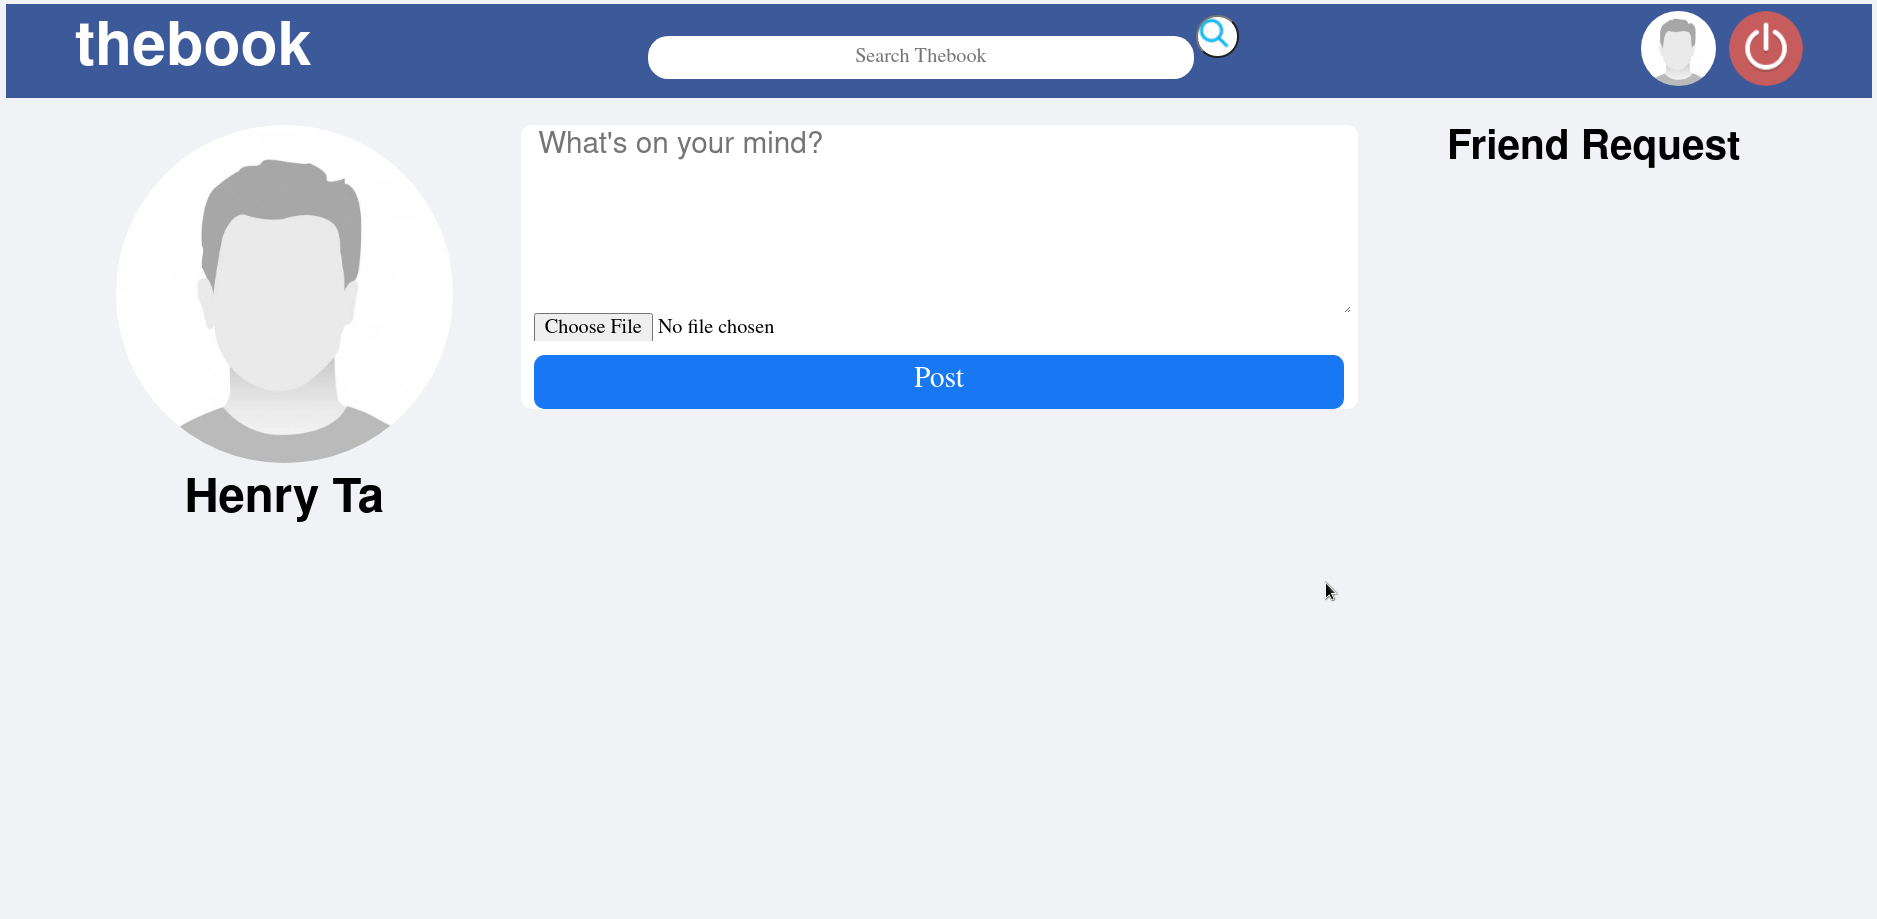 thebook
Search Thebook
What's on your mind?
Choose File No file chosen
Post
Henry Ta
Friend Request